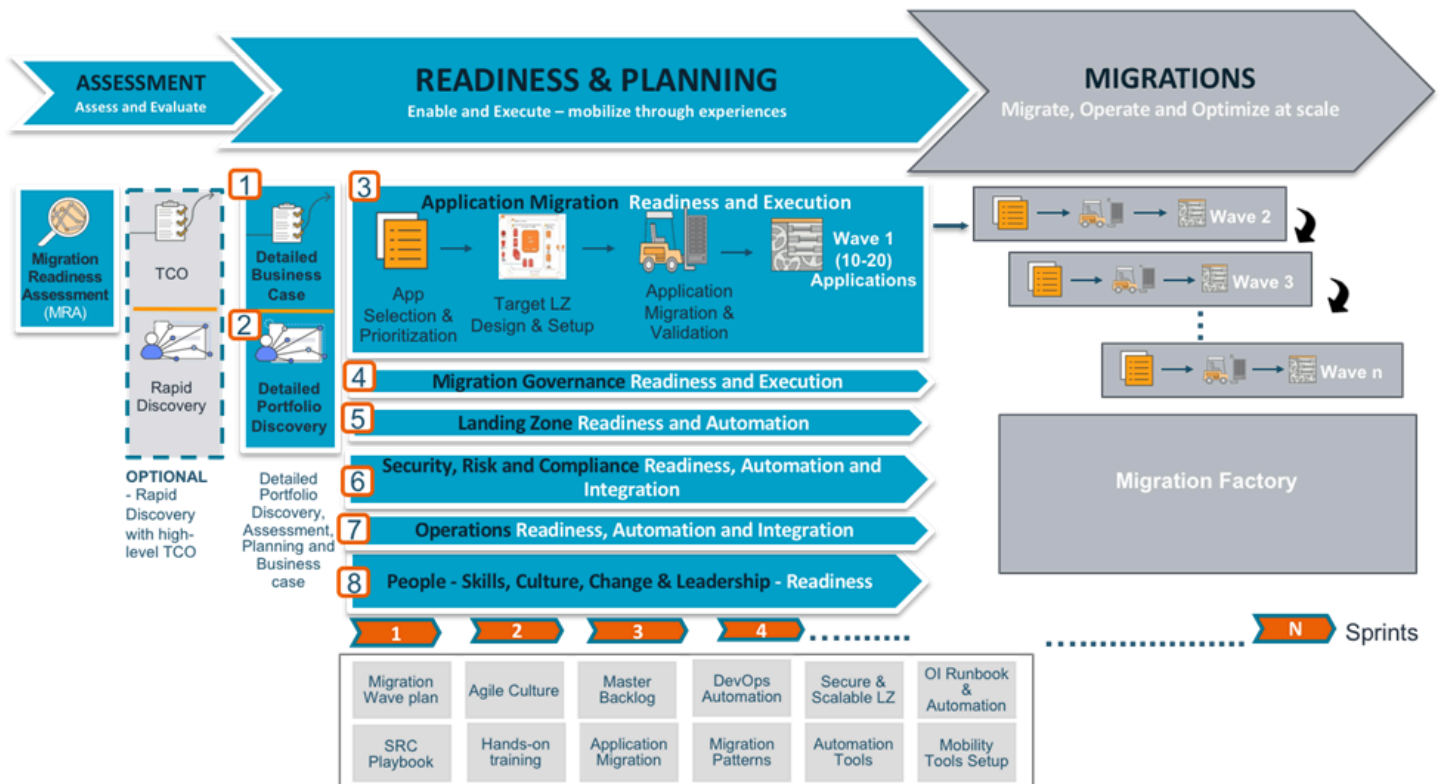 ASSESSMENT
Assess and Evaluate
READINESS & PLANNING
Enable and Execute – mobilize through experiences
MIGRATIONS
Migrate, Operate and Optimize at scale
Migration
Readiness
Assessment
(MRA)
TCO
Rapid
Discovery
OPTIONAL
- Rapid
Discovery
with high-
level TCO
1
Detailed
Business
Case
2
Detailed
Portfolio
Discovery
Detailed
Portfolio
Discovery,
Assessment,
Planning and
Business
case
3
Application Migration Readiness and Execution
App
Selection &
Prioritization
Target LZ
Design & Setup
Application
Migration &
Validation
Wave 1
(10-20)
Applications
4
Migration Governance Readiness and Execution
5
Landing Zone Readiness and Automation
6
Security, Risk and Compliance Readiness, Automation and
Integration
7
Operations Readiness, Automation and Integration
8
People - Skills, Culture, Change & Leadership - Readiness
Wave 2
Wave 3
Wave n
Migration Factory
1
2
3
4
N
Sprints
Migration
Wave plan
Agile Culture
Master
Backlog
DevOps
Automation
Secure &
Scalable LZ
OI Runbook
&
Automation
SRC
Playbook
Hands-on
training
Application
Migration
Migration
Patterns
Automation
Tools
Mobility
Tools Setup